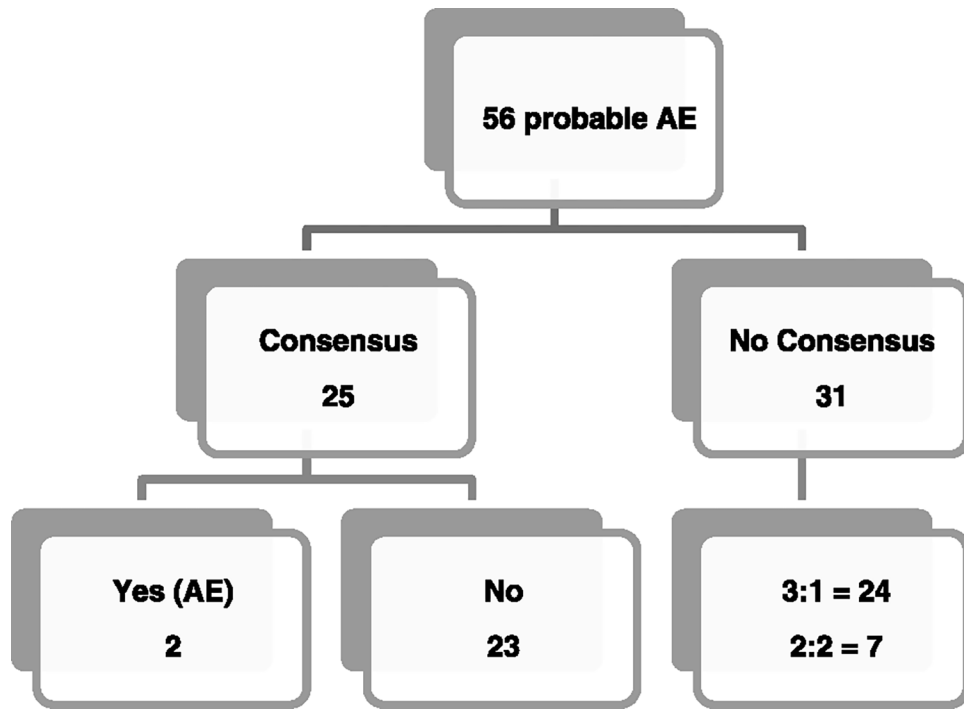 56 probable AE
Consensus
25
No Consensus
31
Yes (AE)
2
No
23
3:1 = 24
2:2 = 7